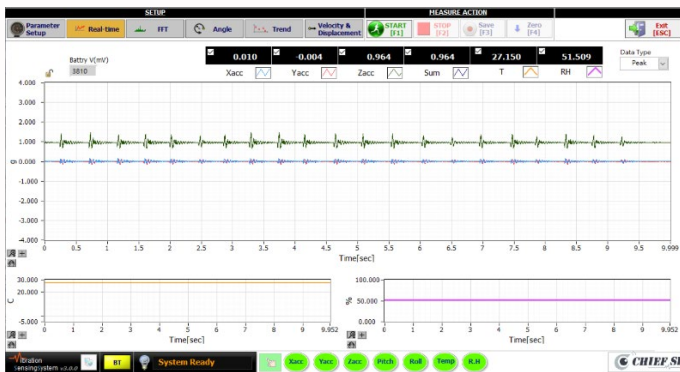 SETUP MEASURE ACTION
Parameter Setup Real-time FFT Angle Trend Velocity & Displacement START [F1] STOP [F2] Save [F3] Zero [F4] Exit [ESC]
Battry V(mV) 0.010 -0.004 0.964 0.964 27.150 51.509 Data Type
3810 Xacc Yacc Zacc Sum T RH Peak
4.000
3.000
2.000
1.000
g 0.000
-1.000
-2.000
-3.000
-4.000
0 0.5 1 1.5 2 2.5 3 3.5 4 4.5 5 5.5 6 6.5 7 7.5 8 8.5 9 9.5 9.999
Time[sec]
30.000
20.000
C
-5.000
0 1 2 3 4 5 6 7 8 9 9.952
Time[sec]
100.000
% 50.000
0.000
0 1 2 3 4 5 6 7 8 9 9.952
Time[sec]
Vibration
SensingSystem v3.0.0 BT System Ready Xacc Yacc Zacc Pitch Roll Temp R.H CHIEF SI